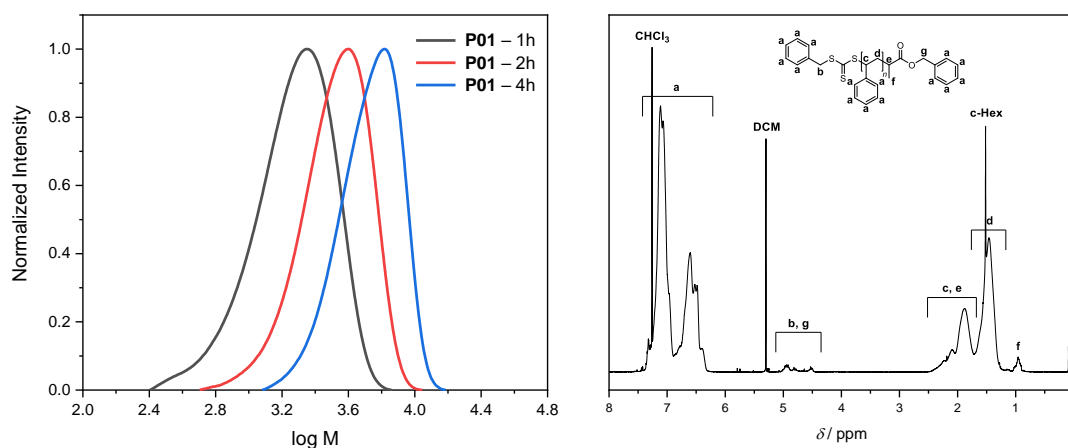 P01 – 1h
P01 – 2h
P01 – 4h
1.0
0.8
0.6
0.4
0.2
0.0
Normalized Intensity
2.0 2.4 2.8 3.2 3.6 4.0 4.4 4.8
log M
CHCl3
a
DCM
b, g
c-Hex
d
c, e
f
a a a a a b S S S S c d e n f O O g a a a a a a a a a a
8 7 6 5 4 3 2 1
δ / ppm